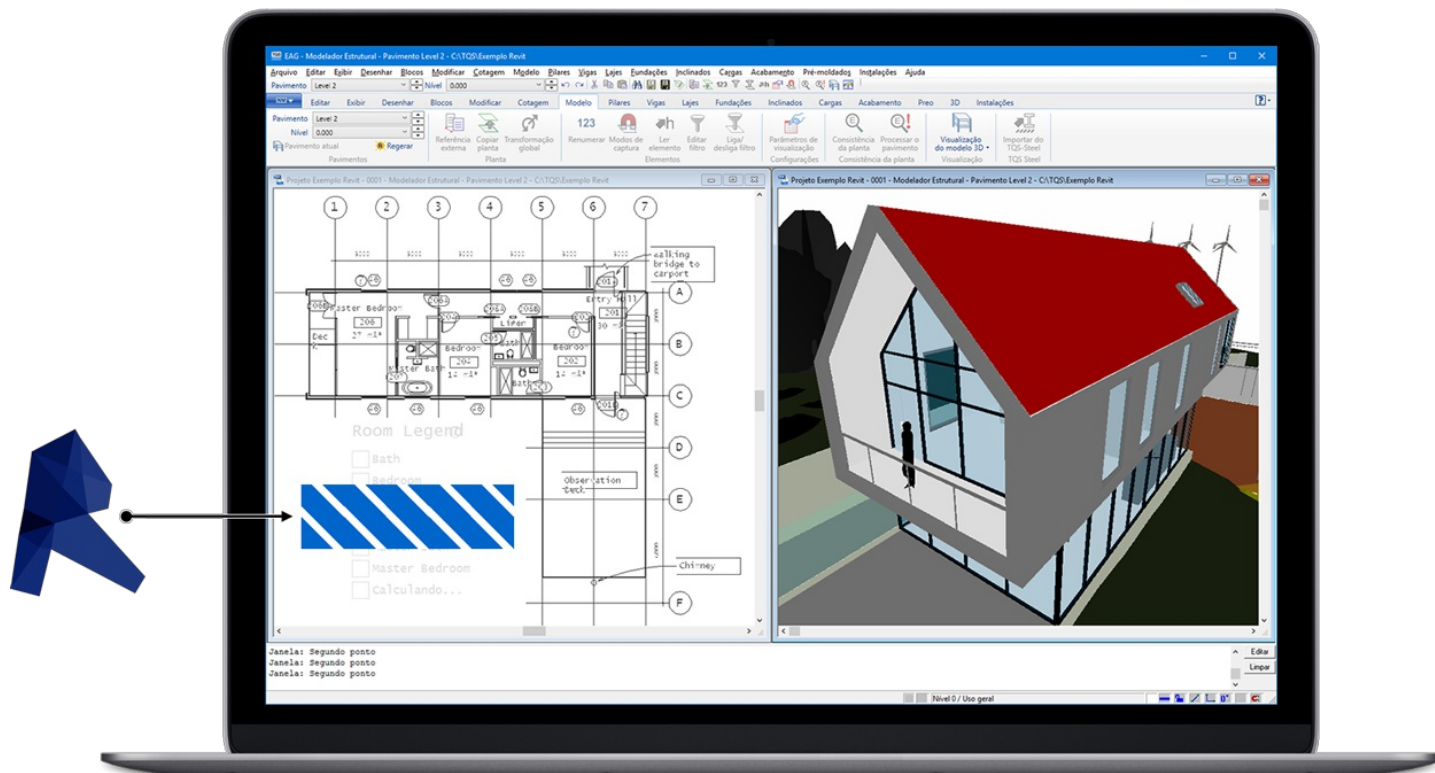 EAG - Modelador Estrutural - Pavimento Level 2 - C:\TQS\Exemplo Revit
Arquivo Editar Exibir Desenhar Blocos Modificar Cotagem Modelo Pilares Vigas Lajes Fundações Inclinados Cargas Acabamento Pré-moldados Instalações Ajuda
Pavimento Level 2 Nível 0.000
Editar Exibir Desenhar Blocos Modificar Cotagem Modelo Pilares Vigas Lajes Fundações Inclinados Cargas Acabamento Preo 3D Instalações
Pavimento Level 2
Nível 0.000
Pavimento atual Regerar
Pavimentos
Referência externa
Copiar planta
Transformação global
Planta
123
Renumerar
Modos de captura
Ler elemento
Editar filtro
Liga/ desliga filtro
Elementos
Parâmetros de visualização
Configurações
Consistência da planta
Processar o pavimento
Consistência da planta
Visualização do modelo 3D
Visualização
Importar do TQS-Steel
TQS Steel
Projeto Exemplo Revit - 0001 - Modelador Estrutural - Pavimento Level 2 - C:\TQS\Exemplo Revit
Projeto Exemplo Revit - 0001 - Modelador Estrutural - Pavimento Level 2 - C:\TQS\Exemplo Revit
1 2 3 4 5 6 7
walking
bridge to
carport
A
Entry Hall
201
Master Bedroom
206
Deck
Linen
B
Bath
Bedroom
204
Bedroom
202
Master Bath
Bath
C
Room Legend
D
Bath
Bedroom
Observation
Deck
E
Master Bedroom
Chimney
Calculando...
F
Janela: Segundo ponto
Janela: Segundo ponto
Janela: Segundo ponto
Editar
Limpar
Nível 0 / Uso geral